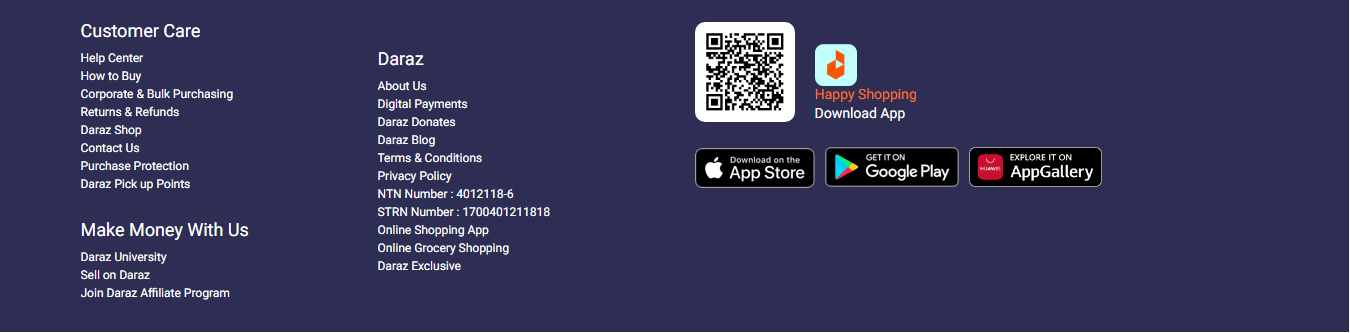 Customer Care
Help Center
How to Buy
Corporate & Bulk Purchasing
Returns & Refunds
Daraz Shop
Contact Us
Purchase Protection
Daraz Pick up Points
Make Money With Us
Daraz University
Sell on Daraz
Join Daraz Affiliate Program
Daraz
About Us
Digital Payments
Daraz Donates
Daraz Blog
Terms & Conditions
Privacy Policy
NTN Number : 4012118-6
STRN Number : 1700401211818
Online Shopping App
Online Grocery Shopping
Daraz Exclusive
Happy Shopping
Download App
Download on the
App Store
GET IT ON
Google Play
HUAWEI
EXPLORE IT ON
AppGallery